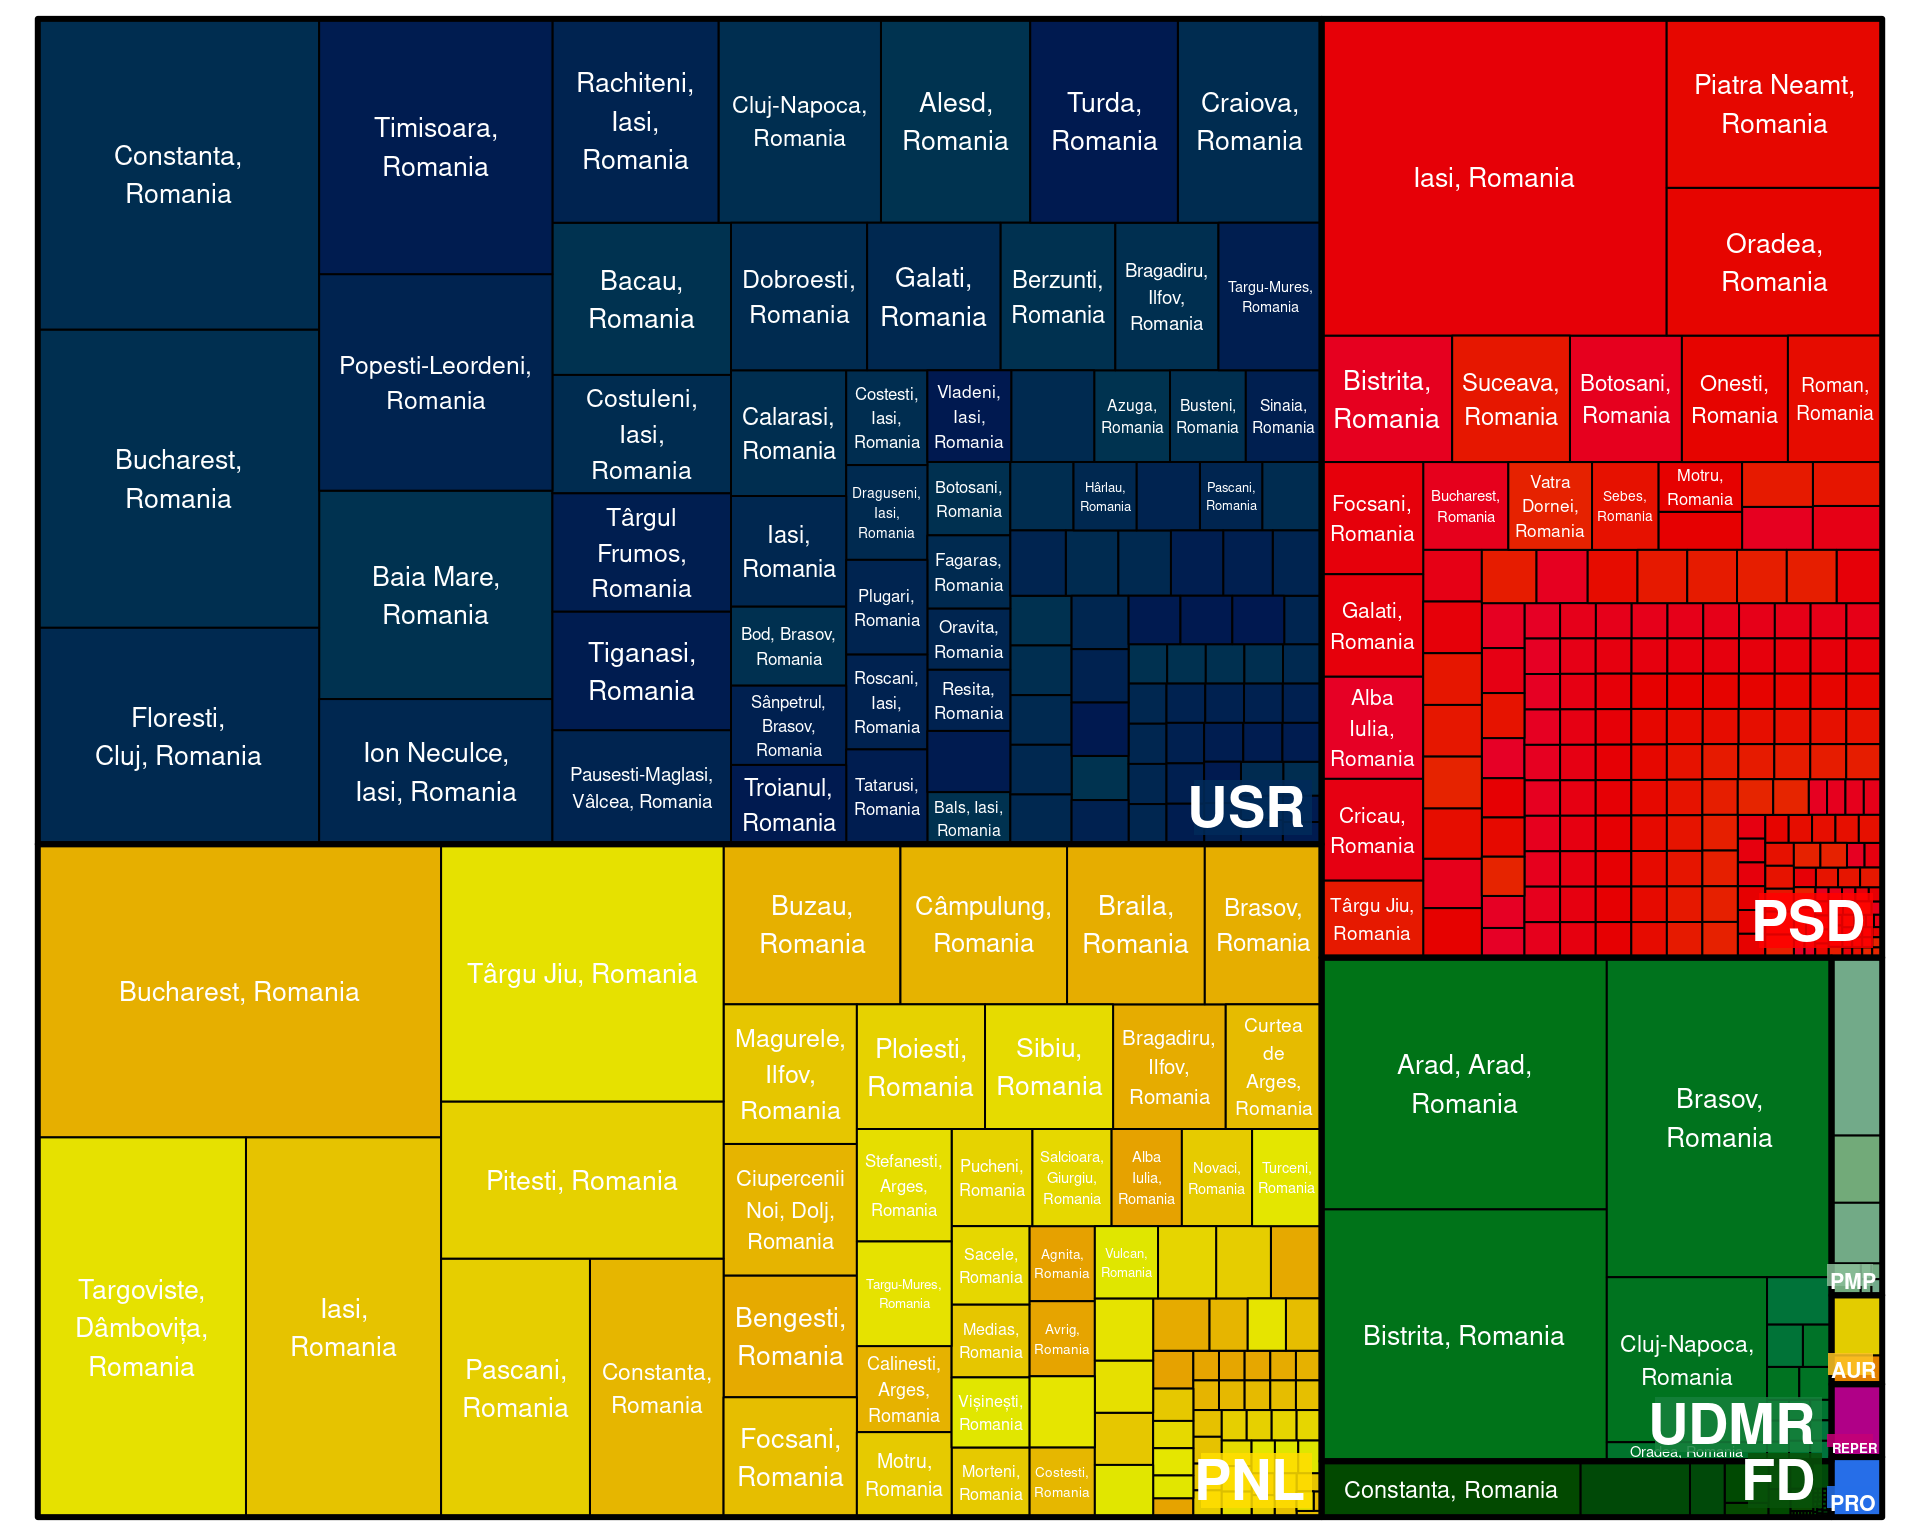 Constanta,
Romania
Bucharest,
Romania
Floresti,
Cluj, Romania
Timisoara,
Romania
Popesti-Leordeni,
Romania
Baia Mare,
Romania
Ion Neculce,
Iasi, Romania
Rachiteni,
Iasi,
Romania
Cluj-Napoca,
Romania
Alesd,
Romania
Turda,
Romania
Craiova,
Romania
Bacau,
Romania
Costuleni,
Iasi,
Romania
Târgul
Frumos,
Romania
Tiganasi,
Romania
Pausesti-Maglasi,
Vâlcea, Romania
Dobroesti,
Romania
Galati,
Romania
Berzunti,
Romania
Bragadiru,
Ilfov,
Romania
Targu-Mures,
Romania
Calarasi,
Romania
Iasi,
Romania
Bod, Brasov,
Romania
Sânpetrul,
Brasov,
Romania
Troianul,
Romania
Costesti,
Iasi,
Romania
Draguseni,
Iasi,
Romania
Plugari,
Romania
Roscani,
Iasi,
Romania
Tatarusi,
Romania
Vladeni,
Iasi,
Romania
Botosani,
Romania
Fagaras,
Romania
Oravita,
Romania
Resita,
Romania
Bals, Iasi,
Romania
Azuga,
Romania
Busteni,
Romania
Sinaia,
Romania
Hârlau,
Romania
Pascani,
Romania
USR
Iasi, Romania
Piatra Neamt,
Romania
Oradea,
Romania
Bistrita,
Romania
Suceava,
Romania
Botosani,
Romania
Onesti,
Romania
Roman,
Romania
Focsani,
Romania
Galati,
Romania
Alba
Iulia,
Romania
Cricau,
Romania
Târgu Jiu,
Romania
Bucharest,
Romania
Vatra
Dornei,
Romania
Sebes,
Romania
Motru,
Romania
PSD
Bucharest, Romania
Targoviste,
Dâmbovița,
Romania
Iasi,
Romania
Târgu Jiu, Romania
Pitesti, Romania
Pascani,
Romania
Constanta,
Romania
Buzau,
Romania
Câmpulung,
Romania
Braila,
Romania
Brasov,
Romania
Magurele,
Ilfov,
Romania
Ciupercenii
Noi, Dolj,
Romania
Bengesti,
Romania
Focsani,
Romania
Ploiesti,
Romania
Sibiu,
Romania
Bragadiru,
Ilfov,
Romania
Curtea
de
Arges,
Romania
Stefanesti,
Arges,
Romania
Targu-Mures,
Romania
Calinesti,
Arges,
Romania
Motru,
Romania
Pucheni,
Romania
Salcioara,
Giurgiu,
Romania
Alba
Iulia,
Romania
Novaci,
Romania
Turceni,
Romania
Sacele,
Romania
Medias,
Romania
Vișinești,
Romania
Morteni,
Romania
Agnita,
Romania
Avrig,
Romania
Costesti,
Romania
Vulcan,
Romania
PNL
Arad, Arad,
Romania
Bistrita, Romania
Brasov,
Romania
Cluj-Napoca,
Romania
Oradea, Romania
UDMR
Constanta, Romania
FD
PMP
AUR
REPER
PRO